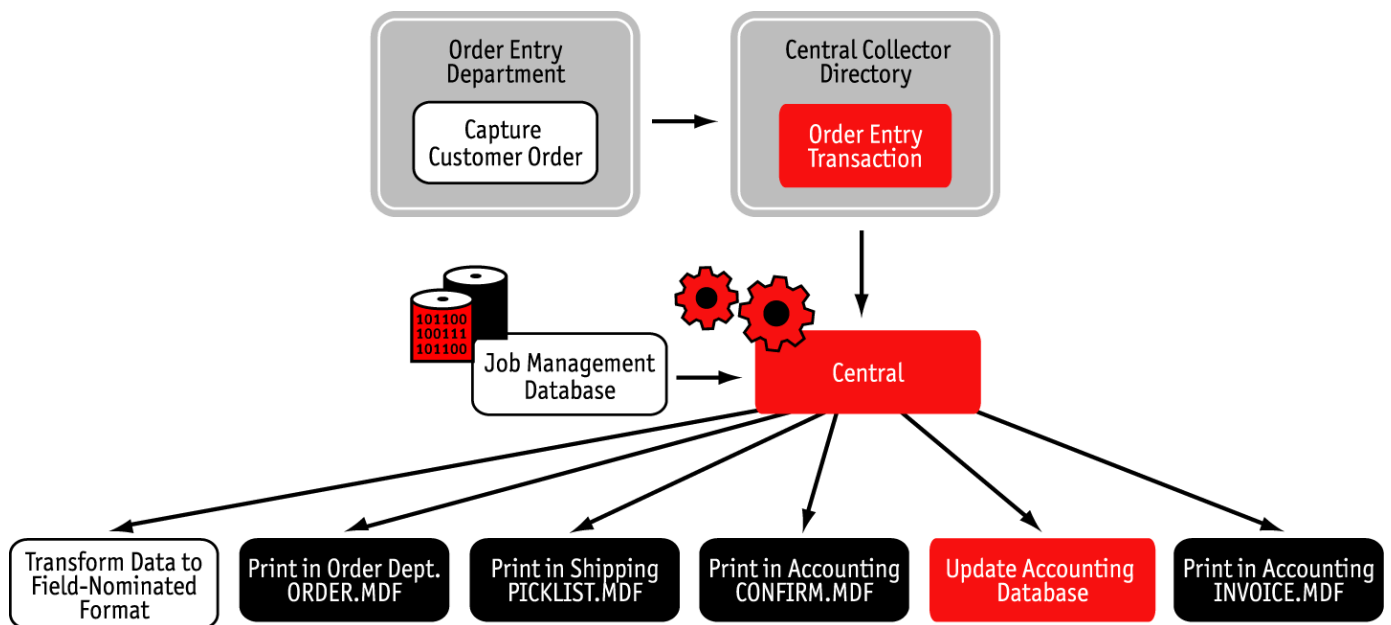 Order Entry
Department
Capture
Customer Order
Central Collector
Directory
Order Entry
Transaction
101100
100111
101100
Job Management
Database
Central
Transform Data to
Field-Nominated
Format
Print in Order Dept.
ORDER.MDF
Print in Shipping
PICKLIST.MDF
Print in Accounting
CONFIRM.MDF
Update Accounting
Database
Print in Accounting
INVOICE.MDF